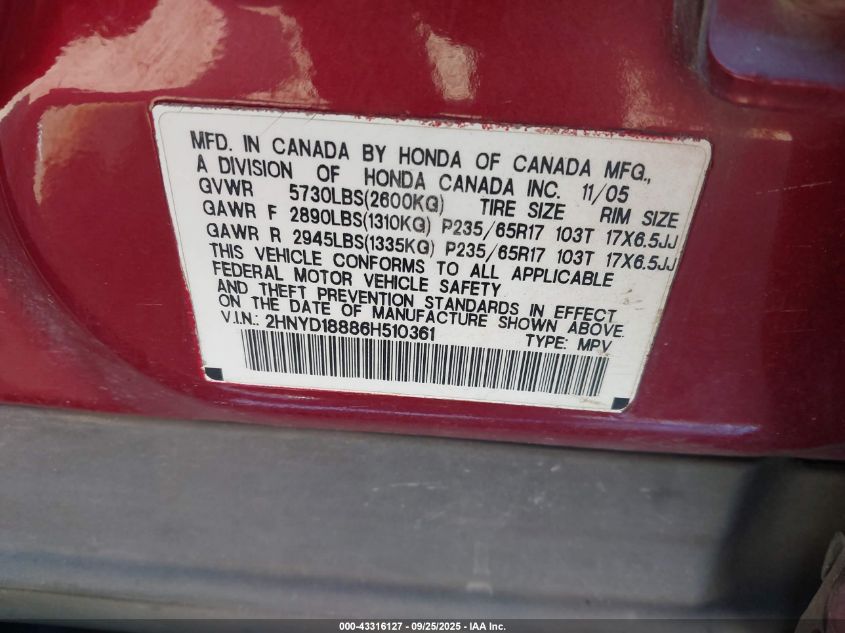 MFD. IN CANADA BY HONDA OF CANADA MFG.,
A DIVISION OF HONDA CANADA INC. 11/05
GVWR 5730LBS(2600KG) TIRE SIZE RIM SIZE
GAWR F 2890LBS(1310KG) P235/65R17 103T 17X6.5JJ
GAWR R 2945LBS(1335KG) P235/65R17 103T 17X6.5JJ
THIS VEHICLE CONFORMS TO ALL APPLICABLE
FEDERAL MOTOR VEHICLE SAFETY
AND THEFT PREVENTION STANDARDS IN EFFECT
ON THE DATE OF MANUFACTURE SHOWN ABOVE.
V.I.N.: 2HNYD18886H510361 TYPE: MPV
000-43316127 - 09/25/2025 - IAA Inc.